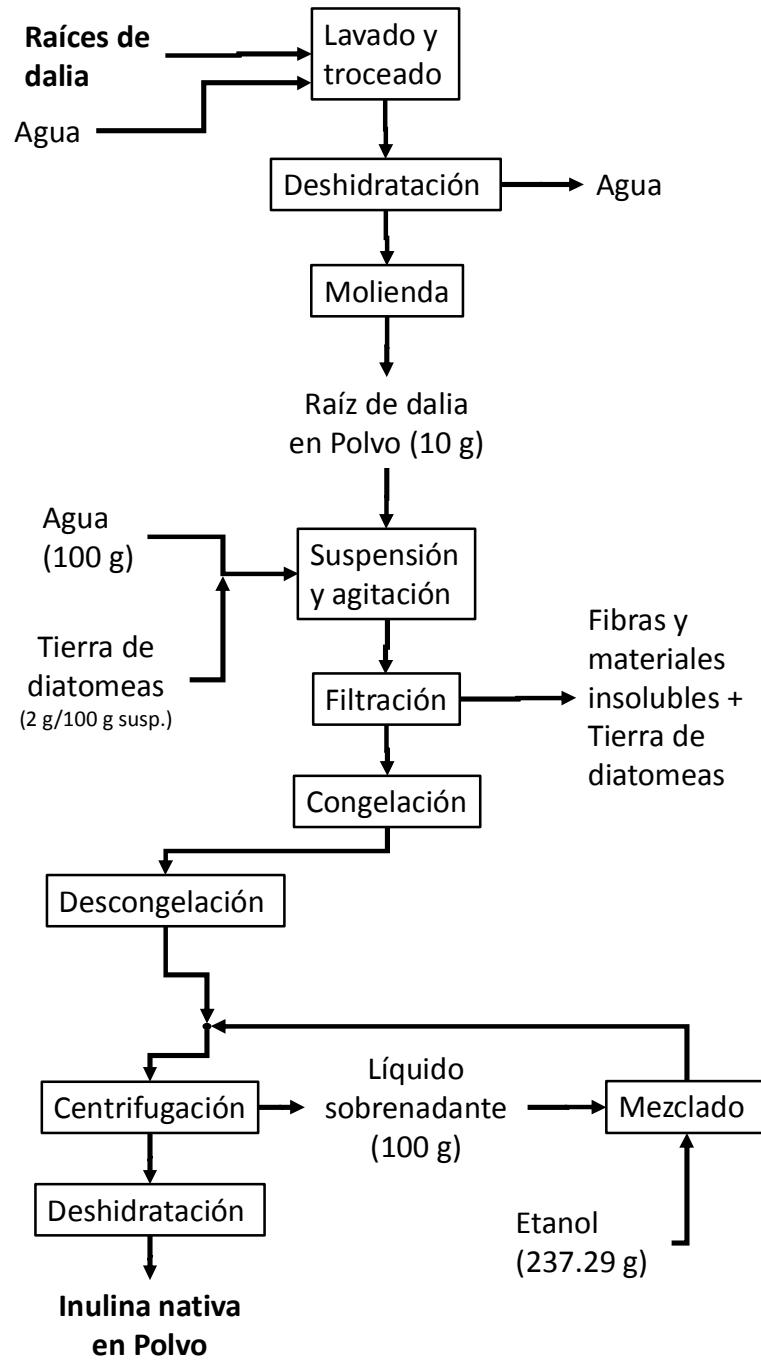 Raíces de
dalia
Lavado y
troceado
Agua
Deshidratación
Agua
Molienda
Raíz de dalia
en Polvo (10 g)
Agua
(100 g)
Suspensión
y agitación
Tierra de
diatomeas
(2 g/100 g susp.)
Filtración
Fibras y
materiales
insolubles +
Tierra de
diatomeas
Congelación
Descongelación
Centrifugación
Líquido
sobrenadante
(100 g)
Mezclado
Deshidratación
Etanol
(237.29 g)
Inulina nativa
en Polvo